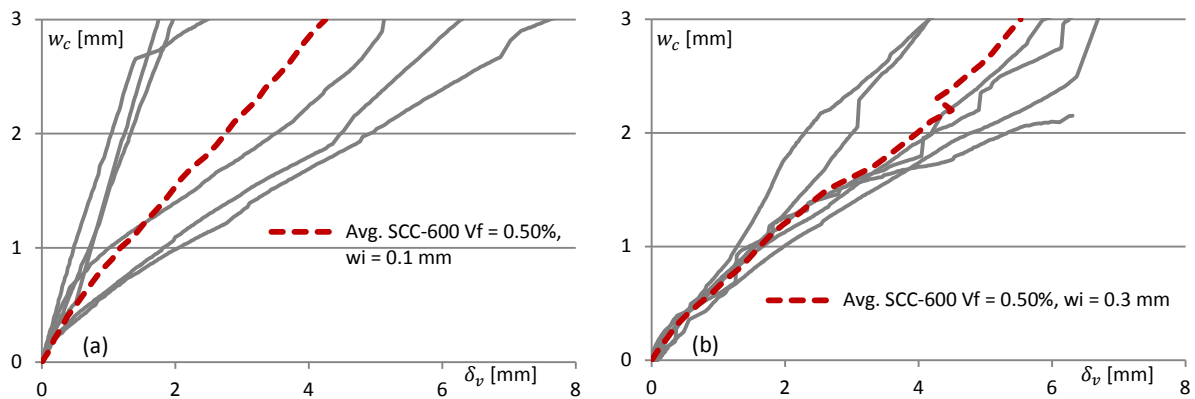 3
w_c [mm]
2
1
0
Avg. SCC-600 Vf = 0.50%,
wi = 0.1 mm
(a)
δ_v [mm]
0 2 4 6 8
3
w_c [mm]
2
1
0
Avg. SCC-600 Vf = 0.50%, wi = 0.3 mm
(b)
δ_v [mm]
0 2 4 6 8